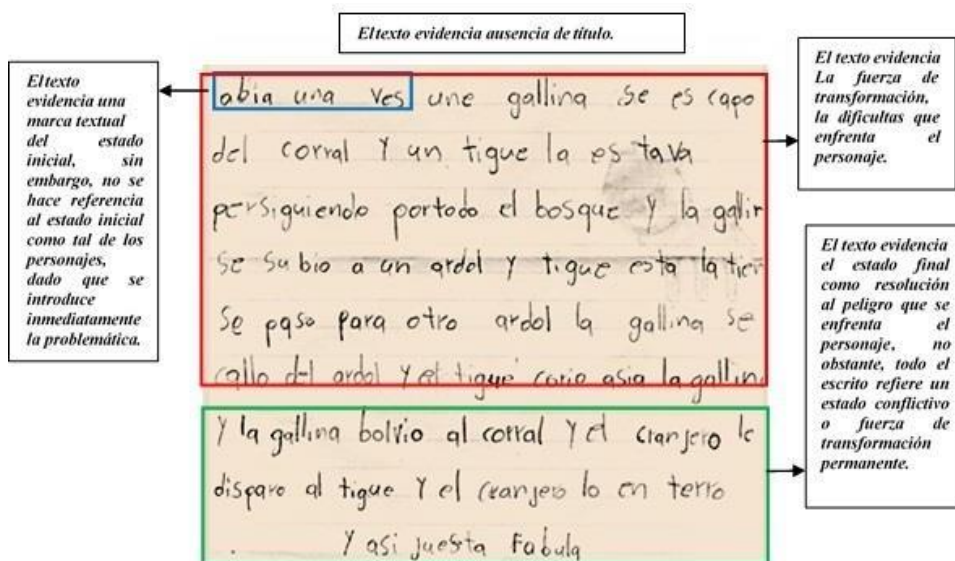 El texto evidencia ausencia de título.
El texto
evidencia una
marca textual
del estado
inicial, sin
embargo, no se
hace referencia
al estado inicial
como tal de los
personajes,
dado que se
introduce
inmediatamente
la problemática.
abia una ves une gallina se es capo
del corral Y un tigue la es tava
persiguiendo portodo el bosque Y la gallin
se subio a un ardol Y tigue esta la tier
Se paso para otro ardol la gallina se
callo del ardol Y el tigue corio asia la gallina
Y la gallina bolvio al corral Y el cranjero le
disparo al tigue Y el cranjero lo en terro
. Y asi juesta Fabula
El texto evidencia
La fuerza de
transformación,
la dificultas que
enfrenta el
personaje.
El texto evidencia
el estado final
como resolución
al peligro que se
enfrenta el
personaje, no
obstante, todo el
escrito refiere un
estado conflictivo
o fuerza de
transformación
permanente.